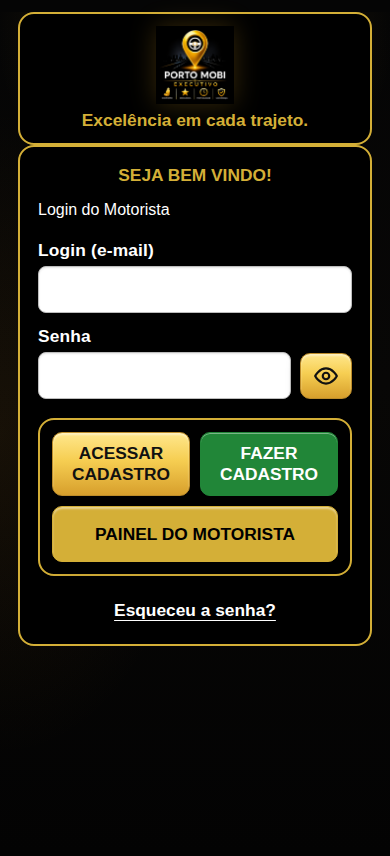 PORTO MOBI
EXECUTIVO
Excelência em cada trajeto.
SEJA BEM VINDO!
Login do Motorista
Login (e-mail)
Senha
ACESSAR
CADASTRO
FAZER
CADASTRO
PAINEL DO MOTORISTA
Esqueceu a senha?